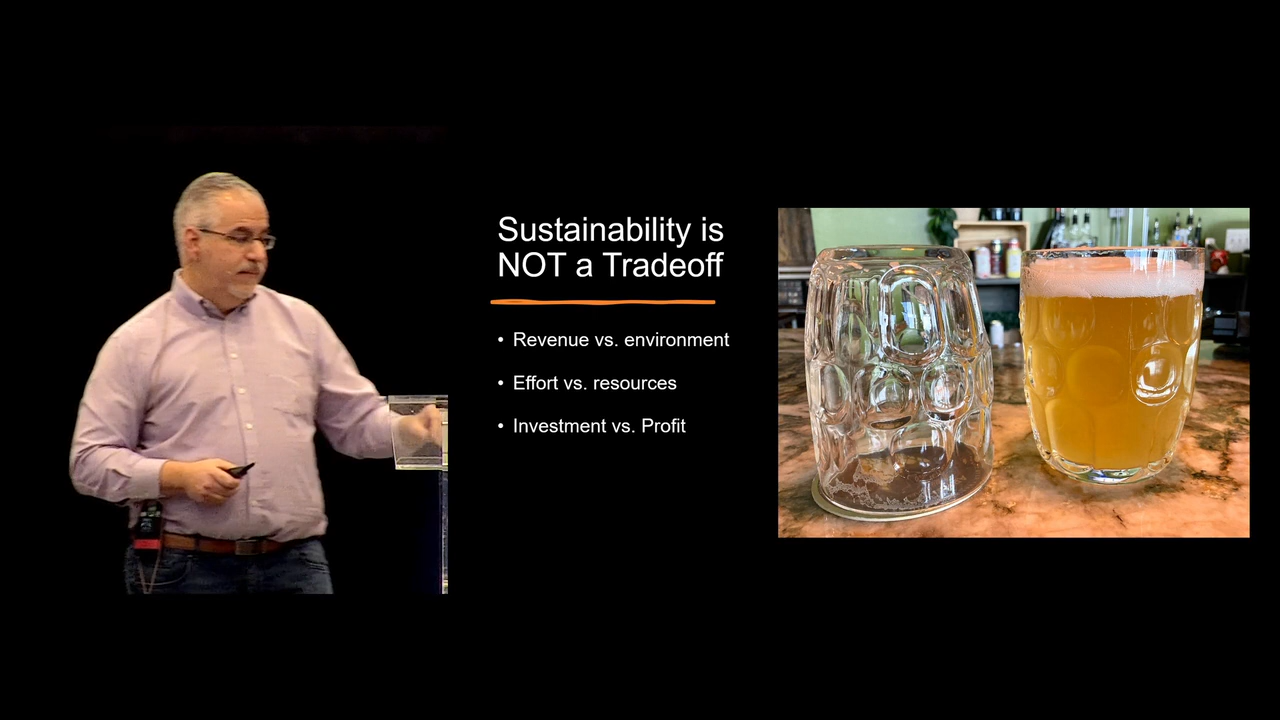 Sustainability is
NOT a Tradeoff
• Revenue vs. environment
• Effort vs. resources
• Investment vs. Profit